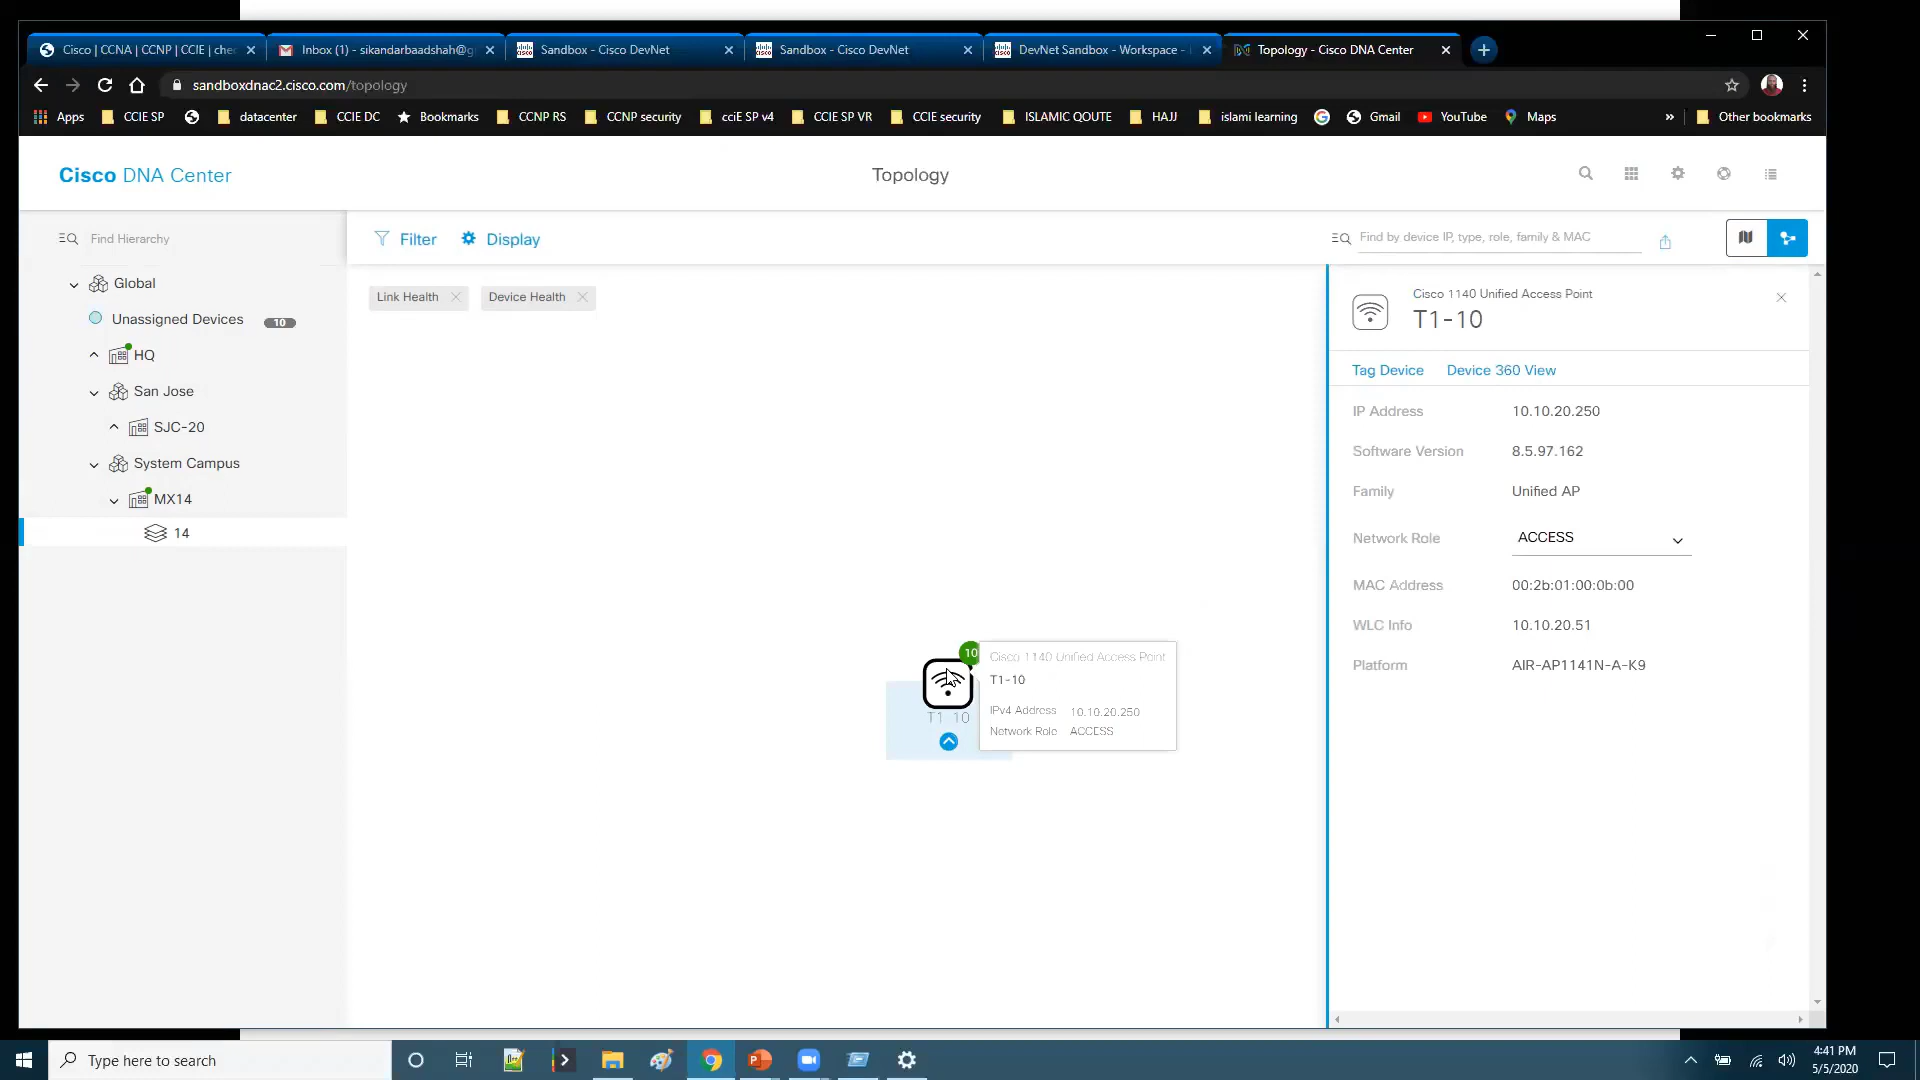 Cisco | CCNA | CCNP | CCIE | che
Inbox (1) - sikandarbaadshah@g
Sandbox - Cisco DevNet
Sandbox - Cisco DevNet
DevNet Sandbox - Workspace -
Topology - Cisco DNA Center
sandboxdnac2.cisco.com/topology
Apps
CCIE SP
datacenter
CCIE DC
Bookmarks
CCNP RS
CCNP security
cciE SP v4
CCIE SP VR
CCIE security
ISLAMIC QOUTE
HAJJ
islami learning
Gmail
YouTube
Maps
»
Other bookmarks
Cisco DNA Center
Topology
Find Hierarchy
Filter
Display
Find by device IP, type, role, family & MAC
Global
Unassigned Devices 10
HQ
San Jose
SJC-20
System Campus
MX14
14
Link Health
Device Health
10
T1-10
Cisco 1140 Unified Access Point
T1-10
IPv4 Address 10.10.20.250
Network Role ACCESS
Cisco 1140 Unified Access Point
T1-10
Tag Device Device 360 View
IP Address 10.10.20.250
Software Version 8.5.97.162
Family Unified AP
Network Role ACCESS
MAC Address 00:2b:01:00:0b:00
WLC Info 10.10.20.51
Platform AIR-AP1141N-A-K9
Type here to search
4:41 PM
5/5/2020